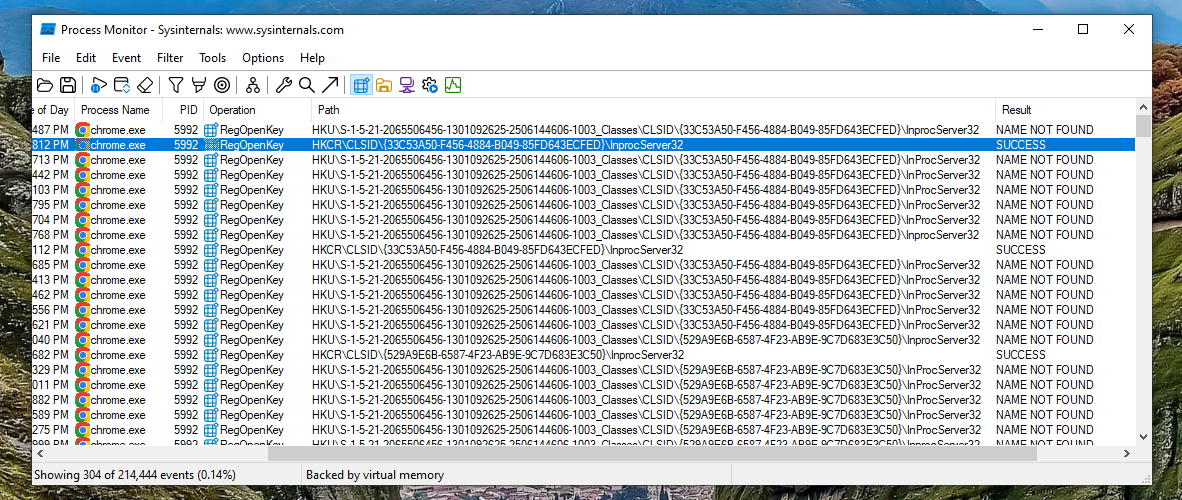 Process Monitor - Sysinternals: www.sysinternals.com
File Edit Event Filter Tools Options Help
e of Day Process Name PID Operation Path Result
487 PM chrome.exe 5992 RegOpenKey HKU\S-1-5-21-2065506456-1301092625-2506144606-1003_Classes\CLSID\{33C53A50-F456-4884-B049-85FD643ECFED}\InprocServer32 NAME NOT FOUND
812 PM chrome.exe 5992 RegOpenKey HKCR\CLSID\{33C53A50-F456-4884-B049-85FD643ECFED}\InprocServer32 SUCCESS
713 PM chrome.exe 5992 RegOpenKey HKU\S-1-5-21-2065506456-1301092625-2506144606-1003_Classes\CLSID\{33C53A50-F456-4884-B049-85FD643ECFED}\InProcServer32 NAME NOT FOUND
442 PM chrome.exe 5992 RegOpenKey HKU\S-1-5-21-2065506456-1301092625-2506144606-1003_Classes\CLSID\{33C53A50-F456-4884-B049-85FD643ECFED}\InProcServer32 NAME NOT FOUND
103 PM chrome.exe 5992 RegOpenKey HKU\S-1-5-21-2065506456-1301092625-2506144606-1003_Classes\CLSID\{33C53A50-F456-4884-B049-85FD643ECFED}\InProcServer32 NAME NOT FOUND
795 PM chrome.exe 5992 RegOpenKey HKU\S-1-5-21-2065506456-1301092625-2506144606-1003_Classes\CLSID\{33C53A50-F456-4884-B049-85FD643ECFED}\InProcServer32 NAME NOT FOUND
704 PM chrome.exe 5992 RegOpenKey HKU\S-1-5-21-2065506456-1301092625-2506144606-1003_Classes\CLSID\{33C53A50-F456-4884-B049-85FD643ECFED}\InProcServer32 NAME NOT FOUND
768 PM chrome.exe 5992 RegOpenKey HKU\S-1-5-21-2065506456-1301092625-2506144606-1003_Classes\CLSID\{33C53A50-F456-4884-B049-85FD643ECFED}\InprocServer32 NAME NOT FOUND
112 PM chrome.exe 5992 RegOpenKey HKCR\CLSID\{33C53A50-F456-4884-B049-85FD643ECFED}\InprocServer32 SUCCESS
685 PM chrome.exe 5992 RegOpenKey HKU\S-1-5-21-2065506456-1301092625-2506144606-1003_Classes\CLSID\{33C53A50-F456-4884-B049-85FD643ECFED}\InProcServer32 NAME NOT FOUND
413 PM chrome.exe 5992 RegOpenKey HKU\S-1-5-21-2065506456-1301092625-2506144606-1003_Classes\CLSID\{33C53A50-F456-4884-B049-85FD643ECFED}\InProcServer32 NAME NOT FOUND
462 PM chrome.exe 5992 RegOpenKey HKU\S-1-5-21-2065506456-1301092625-2506144606-1003_Classes\CLSID\{33C53A50-F456-4884-B049-85FD643ECFED}\InProcServer32 NAME NOT FOUND
556 PM chrome.exe 5992 RegOpenKey HKU\S-1-5-21-2065506456-1301092625-2506144606-1003_Classes\CLSID\{33C53A50-F456-4884-B049-85FD643ECFED}\InProcServer32 NAME NOT FOUND
621 PM chrome.exe 5992 RegOpenKey HKU\S-1-5-21-2065506456-1301092625-2506144606-1003_Classes\CLSID\{33C53A50-F456-4884-B049-85FD643ECFED}\InProcServer32 NAME NOT FOUND
040 PM chrome.exe 5992 RegOpenKey HKU\S-1-5-21-2065506456-1301092625-2506144606-1003_Classes\CLSID\{529A9E6B-6587-4F23-AB9E-9C7D683E3C50}\InprocServer32 NAME NOT FOUND
682 PM chrome.exe 5992 RegOpenKey HKCR\CLSID\{529A9E6B-6587-4F23-AB9E-9C7D683E3C50}\InprocServer32 SUCCESS
329 PM chrome.exe 5992 RegOpenKey HKU\S-1-5-21-2065506456-1301092625-2506144606-1003_Classes\CLSID\{529A9E6B-6587-4F23-AB9E-9C7D683E3C50}\InProcServer32 NAME NOT FOUND
011 PM chrome.exe 5992 RegOpenKey HKU\S-1-5-21-2065506456-1301092625-2506144606-1003_Classes\CLSID\{529A9E6B-6587-4F23-AB9E-9C7D683E3C50}\InProcServer32 NAME NOT FOUND
882 PM chrome.exe 5992 RegOpenKey HKU\S-1-5-21-2065506456-1301092625-2506144606-1003_Classes\CLSID\{529A9E6B-6587-4F23-AB9E-9C7D683E3C50}\InProcServer32 NAME NOT FOUND
589 PM chrome.exe 5992 RegOpenKey HKU\S-1-5-21-2065506456-1301092625-2506144606-1003_Classes\CLSID\{529A9E6B-6587-4F23-AB9E-9C7D683E3C50}\InProcServer32 NAME NOT FOUND
275 PM chrome.exe 5992 RegOpenKey HKU\S-1-5-21-2065506456-1301092625-2506144606-1003_Classes\CLSID\{529A9E6B-6587-4F23-AB9E-9C7D683E3C50}\InProcServer32 NAME NOT FOUND
999 PM chrome.exe 5992 RegOpenKey HKU\S-1-5-21-2065506456-1301092625-2506144606-1003_Classes\CLSID\{529A9E6B-6587-4F23-AB9E-9C7D683E3C50}\InprocServer32 NAME NOT FOUND
Showing 304 of 214,444 events (0.14%) Backed by virtual memory